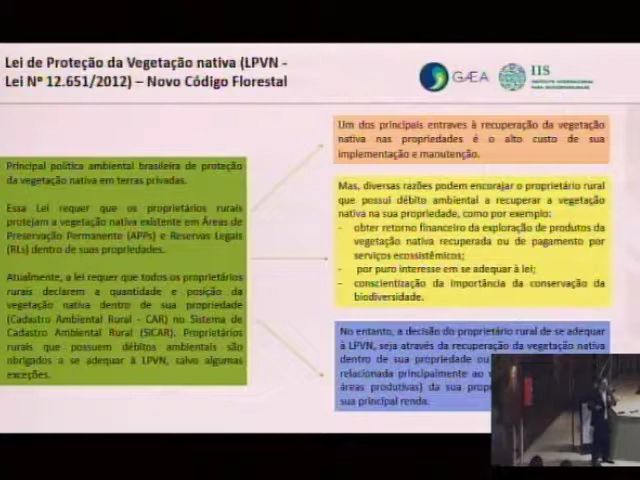 Lei de Proteção da Vegetação nativa (LPVN -
Lei Nº 12.651/2012) – Novo Código Florestal
GÆA
IIS
INSTITUTO INTERNACIONAL
PARA SUSTENTABILIDADE
Principal política ambiental brasileira de proteção
da vegetação nativa em terras privadas.
Essa Lei requer que os proprietários rurais
protejam a vegetação nativa existente em Áreas de
Preservação Permanente (APPs) e Reservas Legais
(RLs) dentro de suas propriedades.
Atualmente, a lei requer que todos os proprietários
rurais declarem a quantidade e posição da
vegetação nativa dentro de sua propriedade
(Cadastro Ambiental Rural - CAR) no Sistema de
Cadastro Ambiental Rural (SICAR). Proprietários
rurais que possuem débitos ambientais são
obrigados a se adequar à LPVN, salvo algumas
exceções.
Um dos principais entraves à recuperação da vegetação
nativa nas propriedades é o alto custo de sua
implementação e manutenção.
Mas, diversas razões podem encorajar o proprietário rural
que possui débito ambiental a recuperar a vegetação
nativa na sua propriedade, como por exemplo:
- obter retorno financeiro da exploração de produtos da
vegetação nativa recuperada ou de pagamento por
serviços ecossistêmicos;
- por puro interesse em se adequar à lei;
- conscientização da importância da conservação da
biodiversidade.
No entanto, a decisão do proprietário rural de se adequar
à LPVN, seja através da recuperação da vegetação nativa
dentro de sua propriedade ou
relacionada principalmente ao
áreas produtivas) da sua prop
sua principal renda.